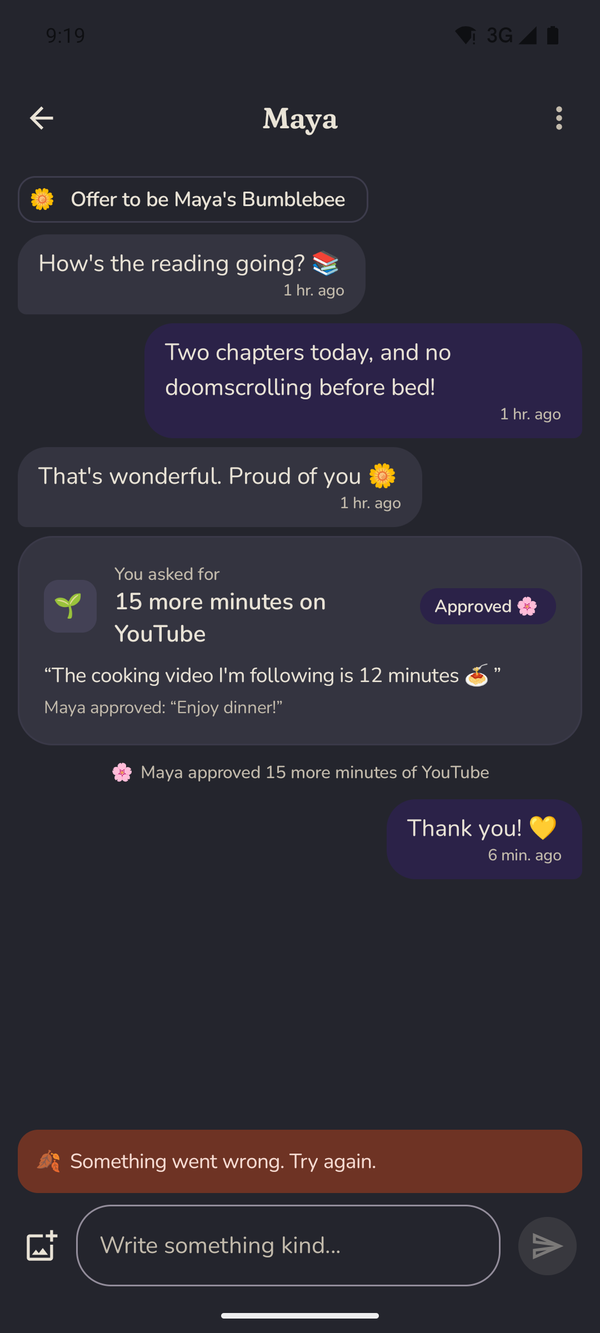 9:19
3G
Maya
🌼 Offer to be Maya's Bumblebee
How's the reading going? 📚
1 hr. ago
Two chapters today, and no
doomscrolling before bed!
1 hr. ago
That's wonderful. Proud of you 🌼
1 hr. ago
You asked for
15 more minutes on
YouTube
Approved 🌸
“The cooking video I'm following is 12 minutes 🍝 ”
Maya approved: “Enjoy dinner!”
🌸 Maya approved 15 more minutes of YouTube
Thank you! 💛
6 min. ago
🍂 Something went wrong. Try again.
Write something kind...